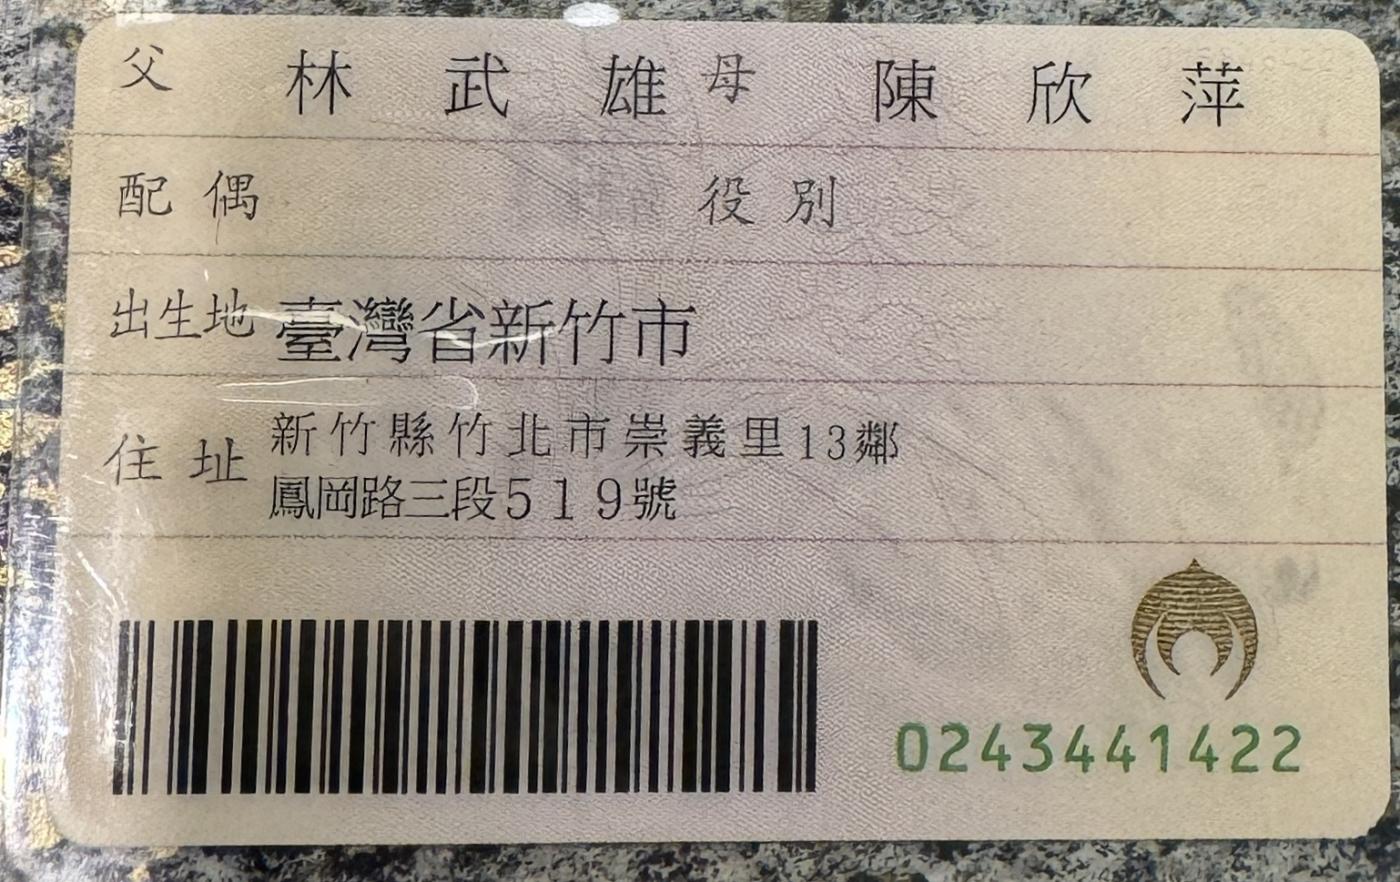 父 林武雄 母 陳欣萍
配偶 役別
出生地 臺灣省新竹市
住址 新竹縣竹北市崇義里13鄰
鳳岡路三段519號
0243441422